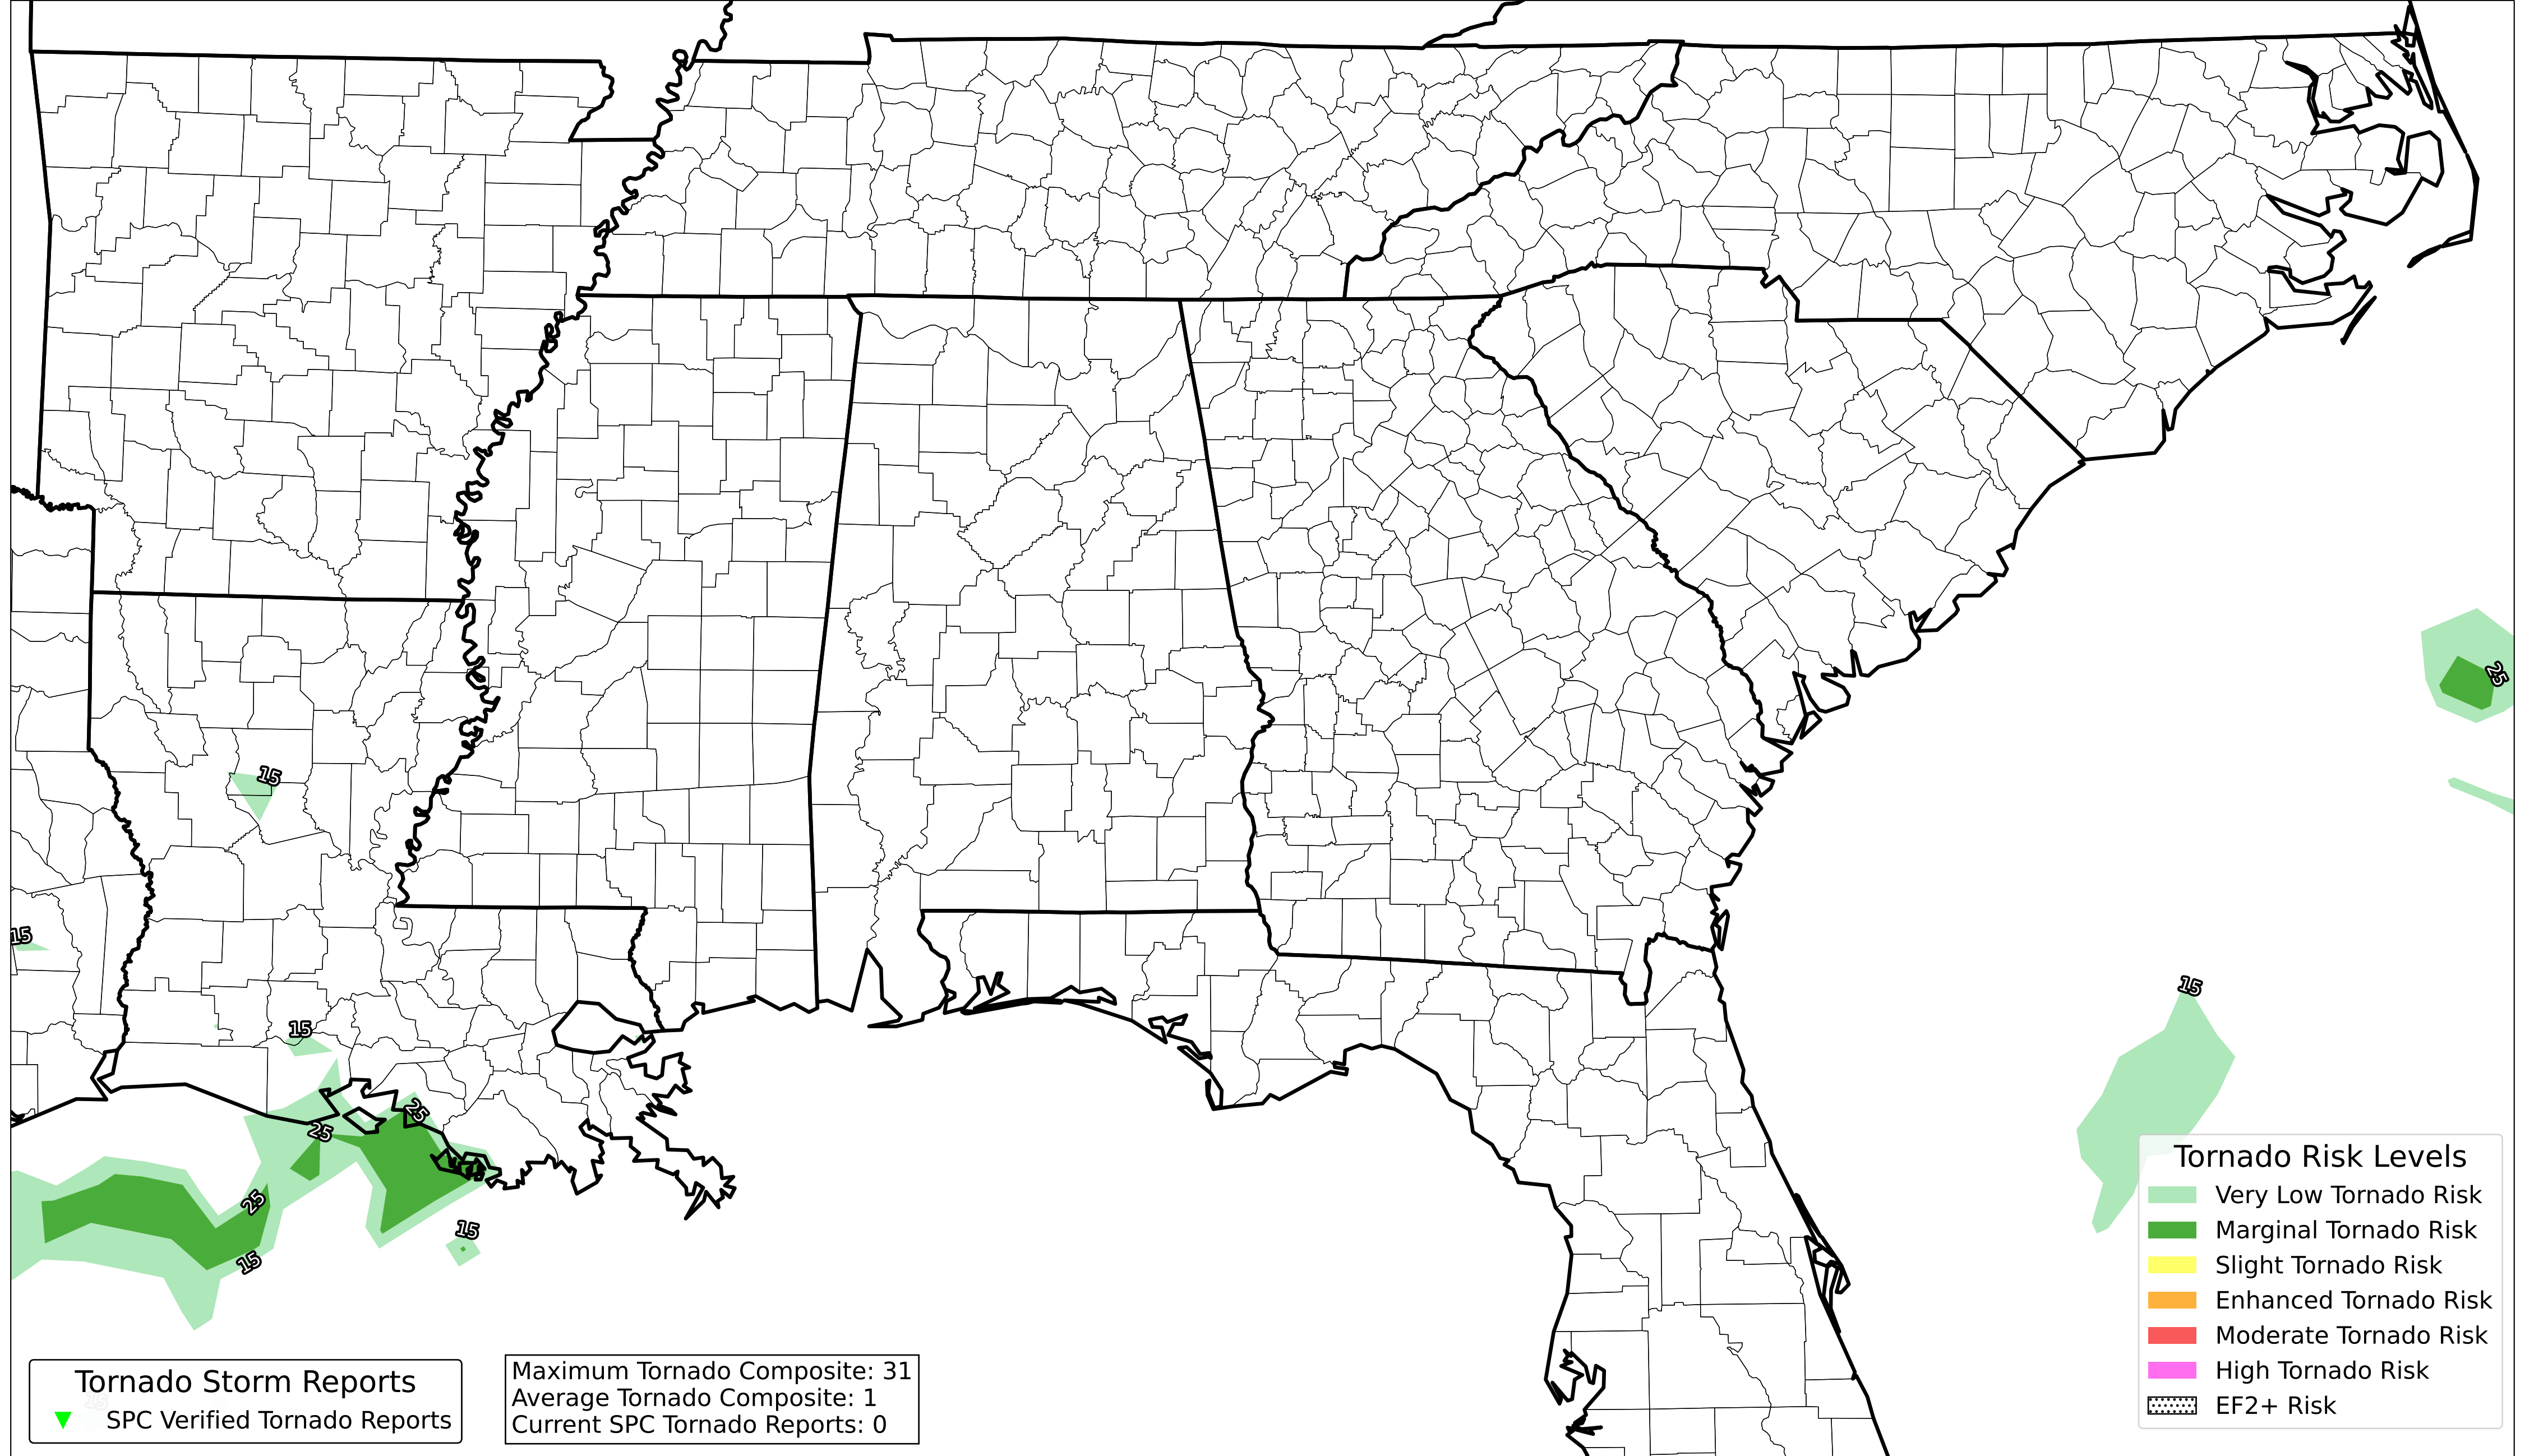 25
15
15
15
15
25
25
25
15
15
Tornado Risk Levels
Very Low Tornado Risk
Marginal Tornado Risk
Slight Tornado Risk
Enhanced Tornado Risk
Moderate Tornado Risk
High Tornado Risk
EF2+ Risk
Tornado Storm Reports
SPC Verified Tornado Reports
Maximum Tornado Composite: 31
Average Tornado Composite: 1
Current SPC Tornado Reports: 0